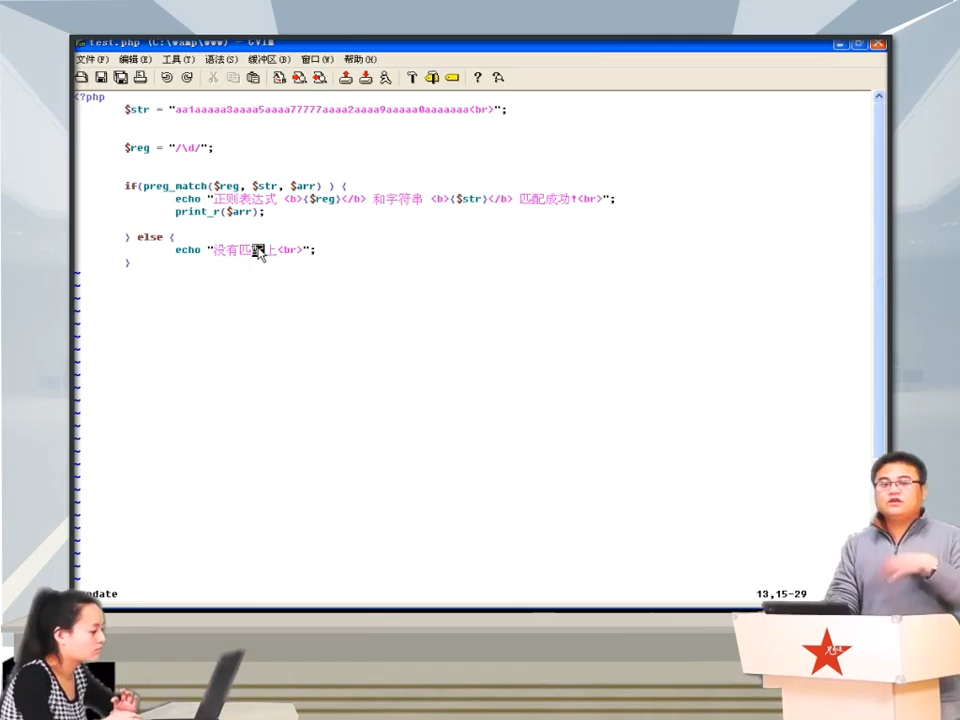 test.php (C:\wamp\www) - GVIM
文件(F) 编辑(E) 工具(T) 语法(S) 缓冲区(B) 窗口(W) 帮助(H)
<?php
$str = "aa1aaaaa3aaaa5aaaa77777aaaa2aaaa9aaaaa0aaaaaaa<br>";
$reg = "/\d/";
if(preg_match($reg, $str, $arr) ) {
echo "正则表达式 <b>{$reg}</b> 和字符串 <b>{$str}</b> 匹配成功!<br>";
print_r($arr);
} else {
echo "没有匹配上<br>";
}
13,15-29